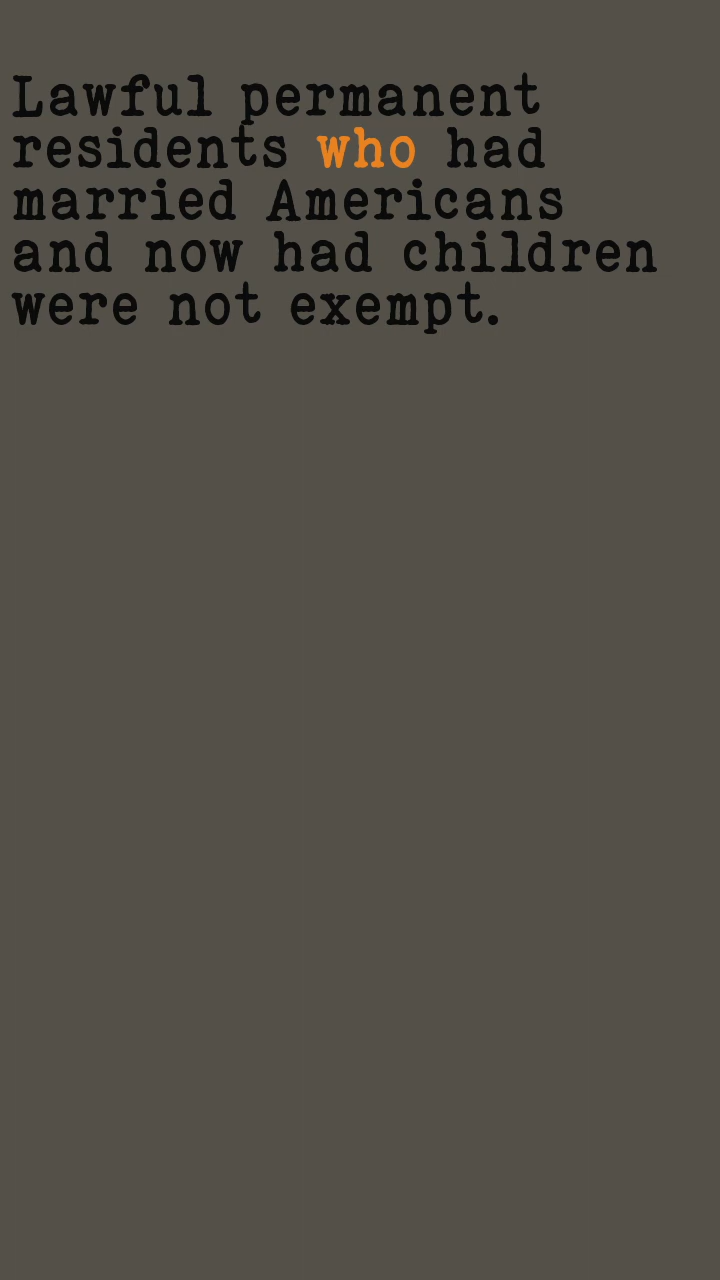 Lawful permanent
residents who had
married Americans
and now had children
were not exempt.